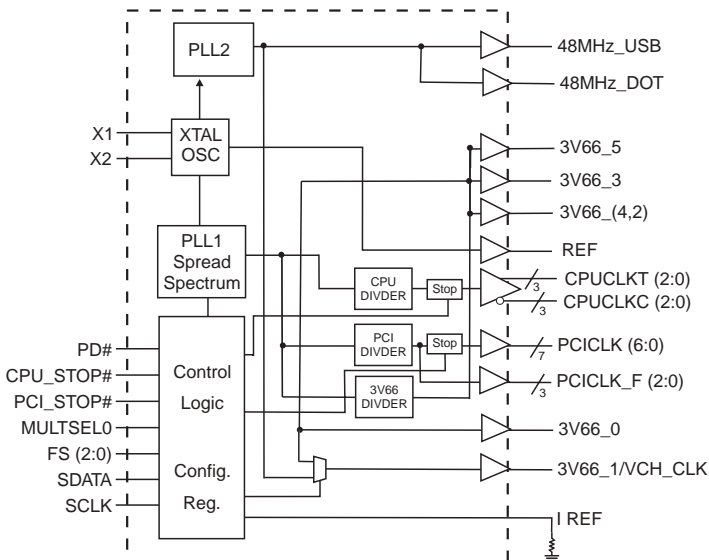 PLL2
48MHz_USB
48MHz_DOT
X1
X2
XTAL
OSC
3V66_5
3V66_3
3V66_(4,2)
REF
PLL1
Spread
Spectrum
CPU
DIVDER
Stop
3
CPUCLKT (2:0)
3
CPUCLKC (2:0)
PCI
DIVDER
Stop
7
PCICLK (6:0)
3
PCICLK_F (2:0)
3V66
DIVDER
PD#
CPU_STOP#
PCI_STOP#
MULTSEL0
FS (2:0)
SDATA
SCLK
Control
Logic
Config.
Reg.
3V66_0
3V66_1/VCH_CLK
I REF